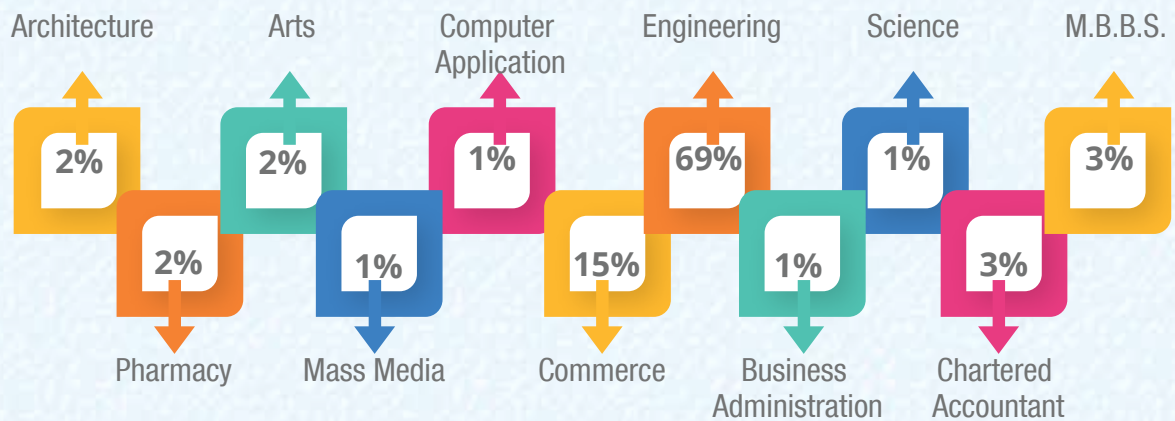 Architecture
Arts
Computer
Application
Engineering
Science
M.B.B.S.
2%
2%
1%
69%
1%
3%
2%
1%
15%
1%
3%
Pharmacy
Mass Media
Commerce
Business
Administration
Chartered
Accountant